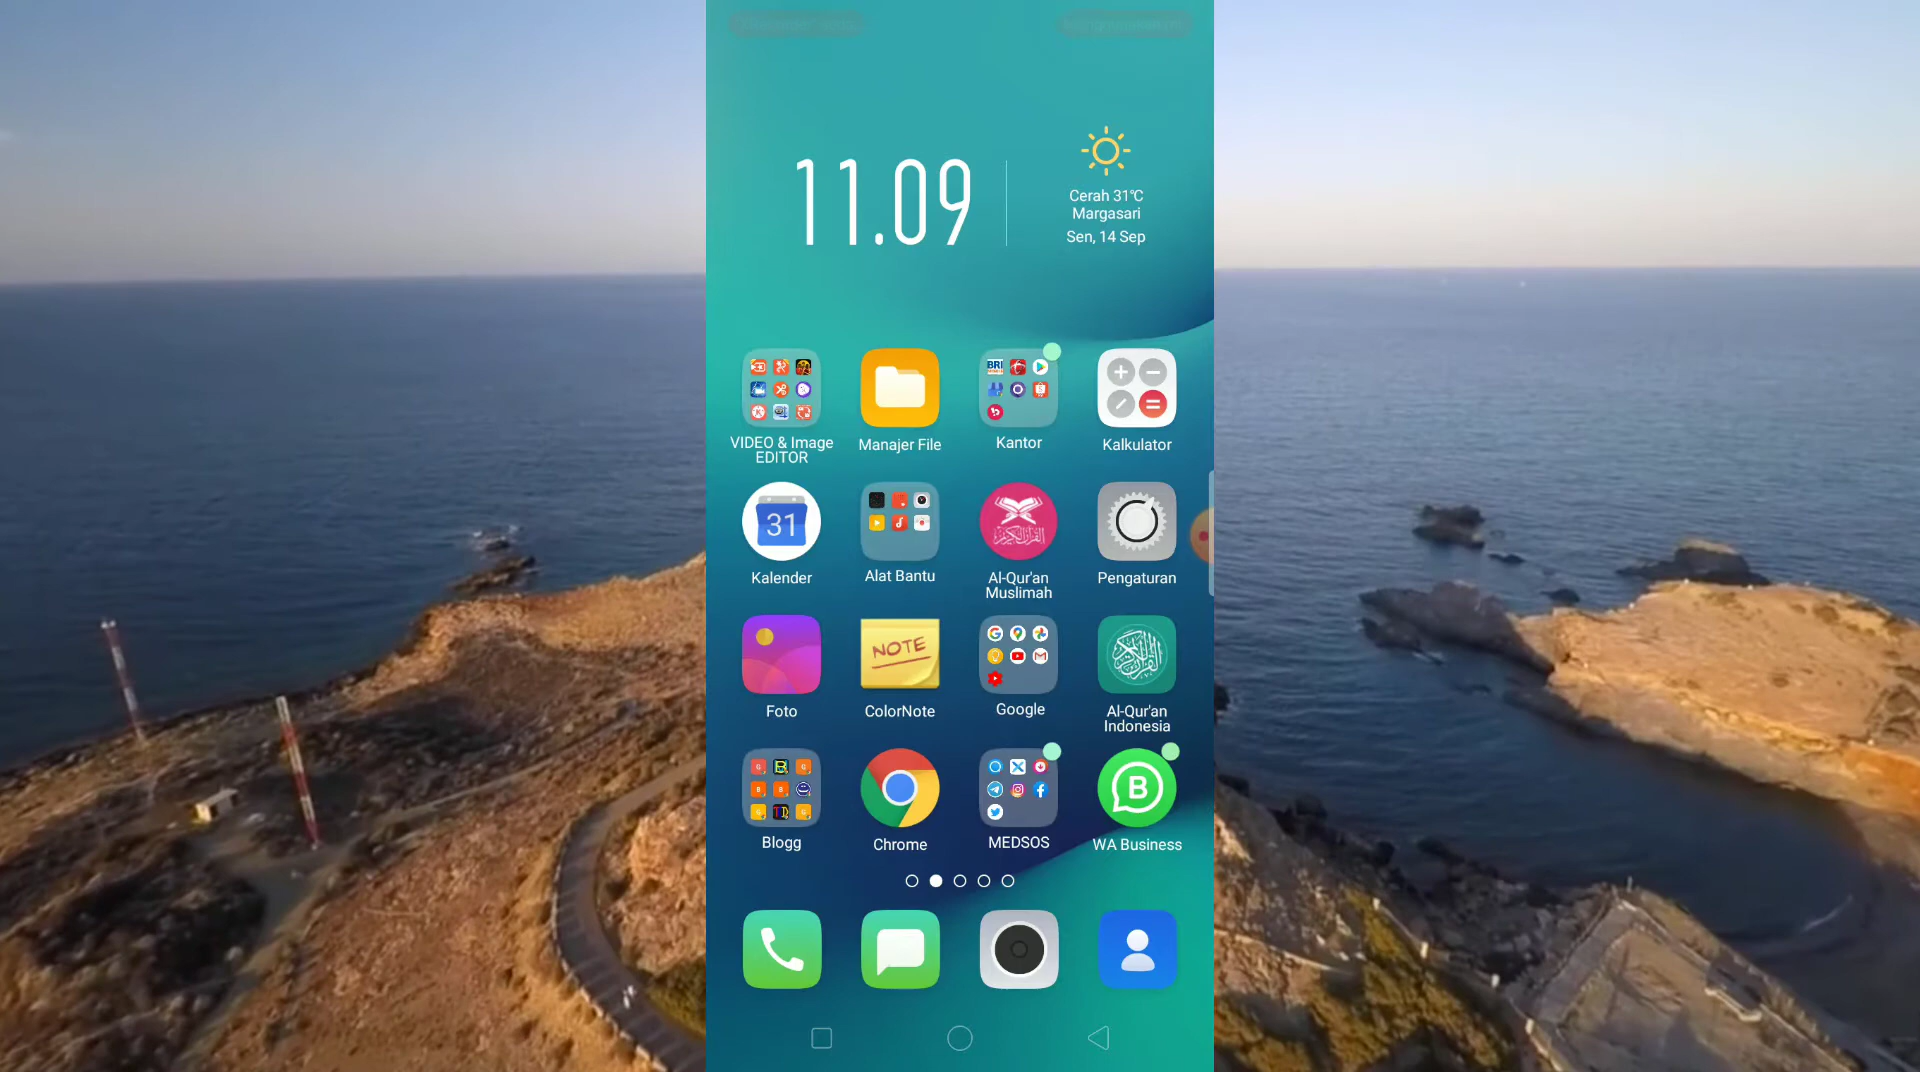 11.09
Cerah 31°C
Margasari
Sen, 14 Sep
BRI
VIDEO & Image
EDITOR
Manajer File
Kantor
Kalkulator
31
Kalender
Alat Bantu
Al-Qur'an
Muslimah
Pengaturan
NOTE
Foto
ColorNote
Google
Al-Qur'an
Indonesia
B
Blogg
Chrome
MEDSOS
WA Business